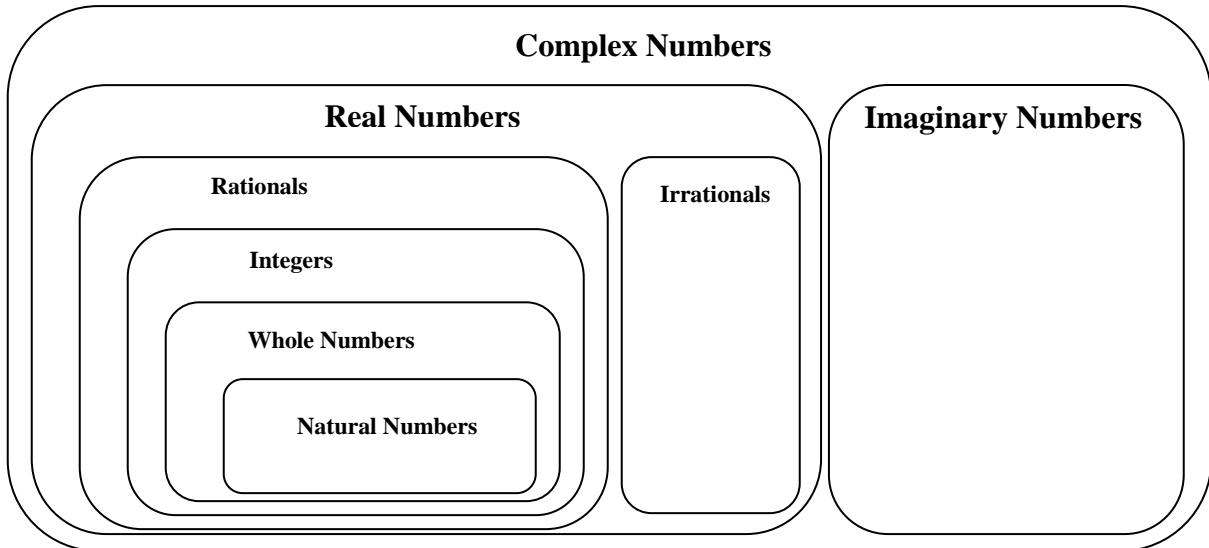 Complex Numbers
Real Numbers
Imaginary Numbers
Rationals
Irrationals
Integers
Whole Numbers
Natural Numbers